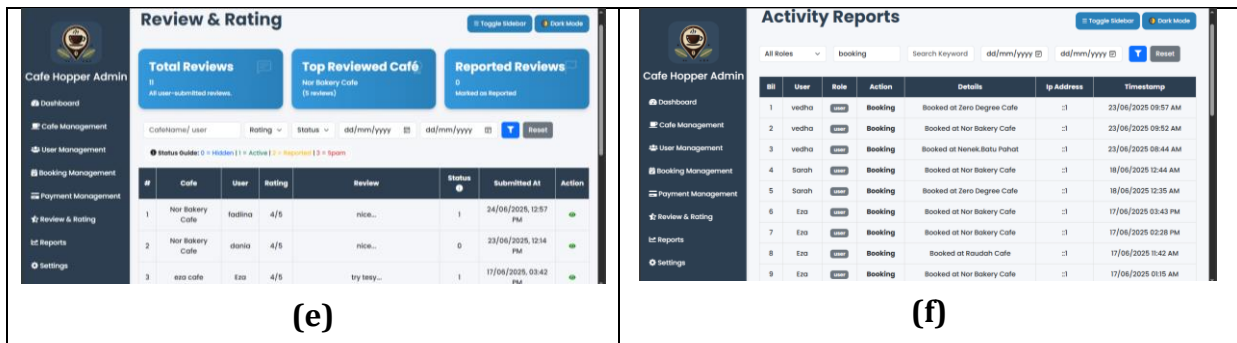 Review & Rating
Toggle Sidebar
Dark Mode
Cafe Hopper Admin
Dashboard
Cafe Management
User Management
Booking Management
Payment Management
Review & Rating
Reports
Settings
Total Reviews
11
All user-submitted reviews.
Top Reviewed Café
Nor Bakery Cafe
(5 reviews)
Reported Reviews
0
Marked as Reported
CafeName/ user
Rating
Status
dd/mm/yyyy
dd/mm/yyyy
Reset
Status Guide: 0 = Hidden | 1 = Active | 2 = Reported | 3 = Spam
# Cafe User Rating Review Status Submitted At Action
1 Nor Bakery Cafe fadlina 4/5 nice... 1 24/06/2025, 12:57 PM
2 Nor Bakery Cafe dania 4/5 nice... 0 23/06/2025, 12:14 PM
3 eza cafe Eza 4/5 try tasy... 1 17/06/2025, 03:42 PM
(e)
Activity Reports
Toggle Sidebar
Dark Mode
Cafe Hopper Admin
Dashboard
Cafe Management
User Management
Booking Management
Payment Management
Review & Rating
Reports
Settings
All Roles
booking
Search Keyword
dd/mm/yyyy
dd/mm/yyyy
Reset
Bil User Role Action Details Ip Address Timestamp
1 vedha user Booking Booked at Zero Degree Cafe ::1 23/06/2025 09:57 AM
2 vedha user Booking Booked at Nor Bakery Cafe ::1 23/06/2025 09:52 AM
3 vedha user Booking Booked at Nenek.Batu Pahat ::1 23/06/2025 08:44 AM
4 Sarah user Booking Booked at Nor Bakery Cafe ::1 18/06/2025 12:44 AM
5 Sarah user Booking Booked at Zero Degree Cafe ::1 18/06/2025 12:35 AM
6 Eza user Booking Booked at Nor Bakery Cafe ::1 17/06/2025 03:43 PM
7 Eza user Booking Booked at Nor Bakery Cafe ::1 17/06/2025 02:28 PM
8 Eza user Booking Booked at Raudah Cafe ::1 17/06/2025 11:42 AM
9 Eza user Booking Booked at Nor Bakery Cafe ::1 17/06/2025 01:15 AM
(f)